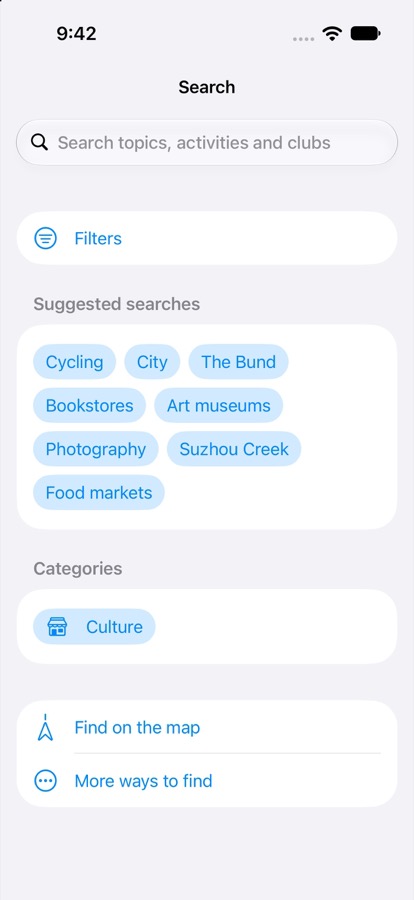 9:42
Search
Search topics, activities and clubs
Filters
Suggested searches
Cycling City The Bund
Bookstores Art museums
Photography Suzhou Creek
Food markets
Categories
Culture
Find on the map
More ways to find